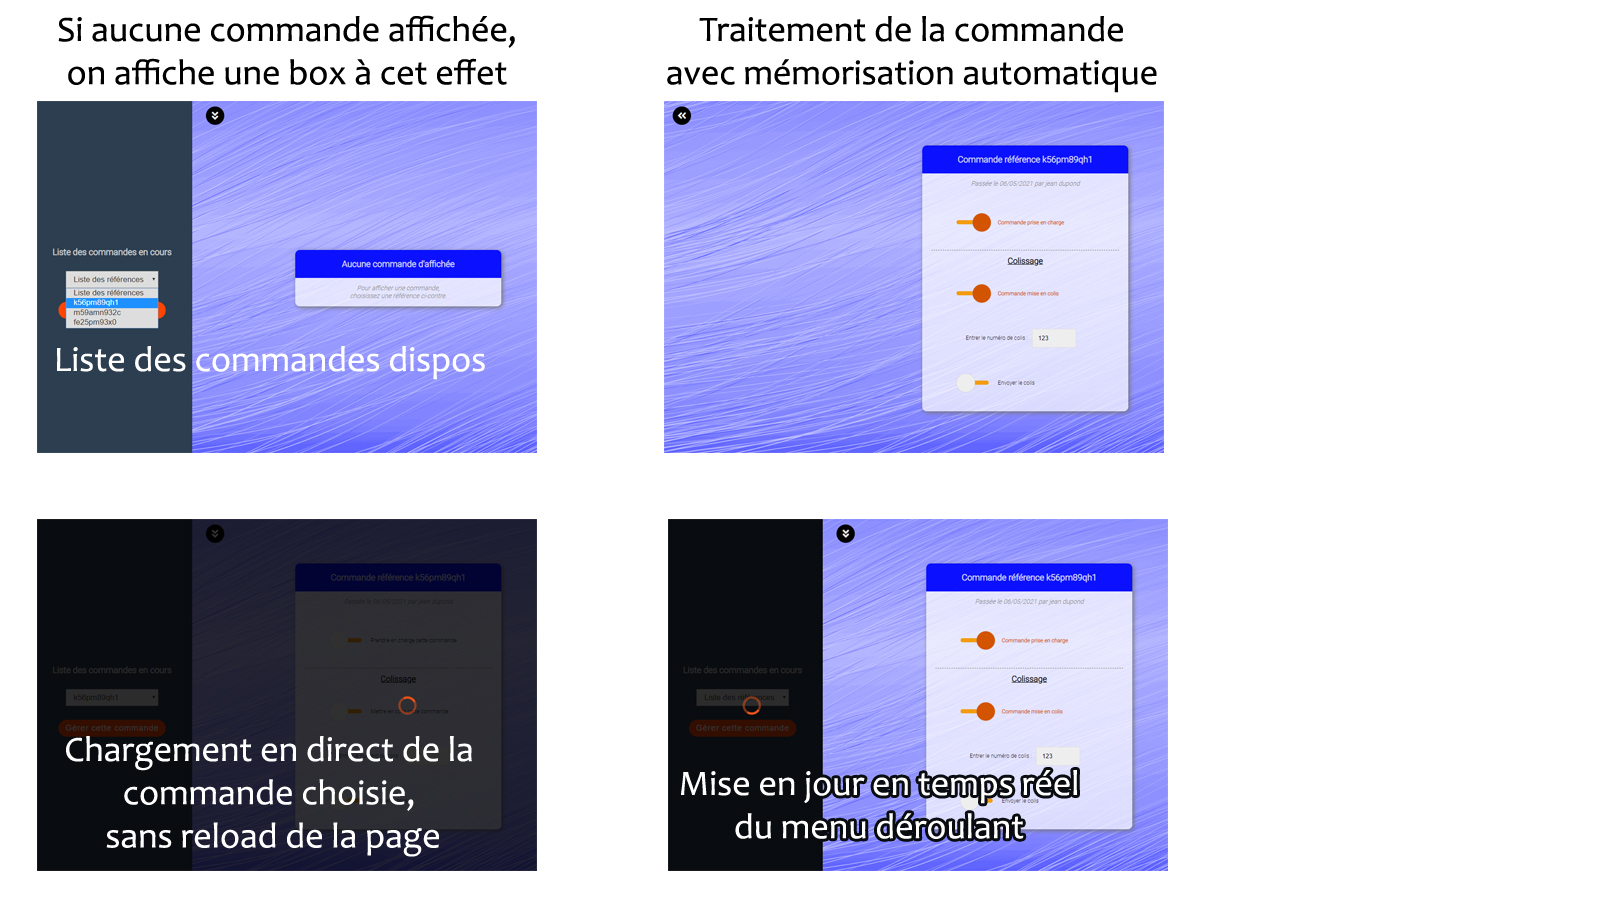 Si aucune commande affichée,
on affiche une box à cet effet
Liste des commandes en cours
Liste des références
Liste des références
k56pm89qh1
m59amn932c
fe25pm93x0
Aucune commande d'affichée
Pour afficher une commande,
choisissez une référence ci-contre.
Liste des commandes dispos
Traitement de la commande
avec mémorisation automatique
Commande référence k56pm89qh1
Passée le 06/05/2021 par jean dupond
Commande prise en charge
Colissage
Commande mise en colis
Entrer le numéro de colis : 123
Envoyer le colis
Commande référence k56pm89qh1
Passée le 06/05/2021 par jean dupond
Prendre en charge cette commande.
Liste des commandes en cours
Colissage
k56pm89qh1
Mettre en commande
Gérer cette commande
Chargement en direct de la
commande choisie,
sans reload de la page
Commande référence k56pm89qh1
Passée le 06/05/2021 par jean dupond
Commande prise en charge
Liste des commandes en cours
Colissage
Liste des références
Commande mise en colis
Gérer cette commande
Entrer le numéro de colis : 123
Envoyer le colis
Mise en jour en temps réel
du menu déroulant